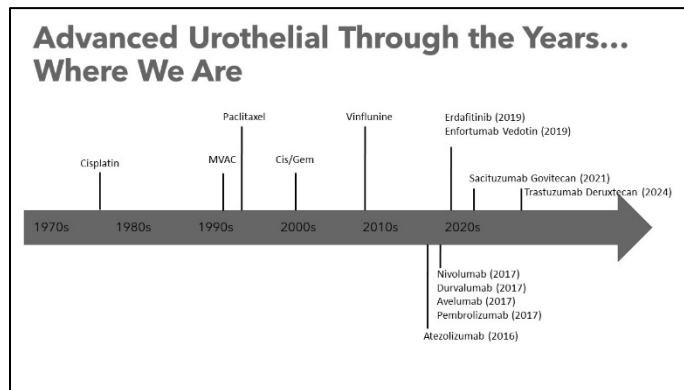 Advanced Urothelial Through the Years...
Where We Are
Paclitaxel
Vinflunine
Erdafitinib (2019)
Enfortumab Vedotin (2019)
Cisplatin
MVAC
Cis/Gem
Sacituzumab Govitecan (2021)
Trastuzumab Deruxtecan (2024)
1970s
1980s
1990s
2000s
2010s
2020s
Nivolumab (2017)
Durvalumab (2017)
Avelumab (2017)
Pembrolizumab (2017)
Atezolizumab (2016)